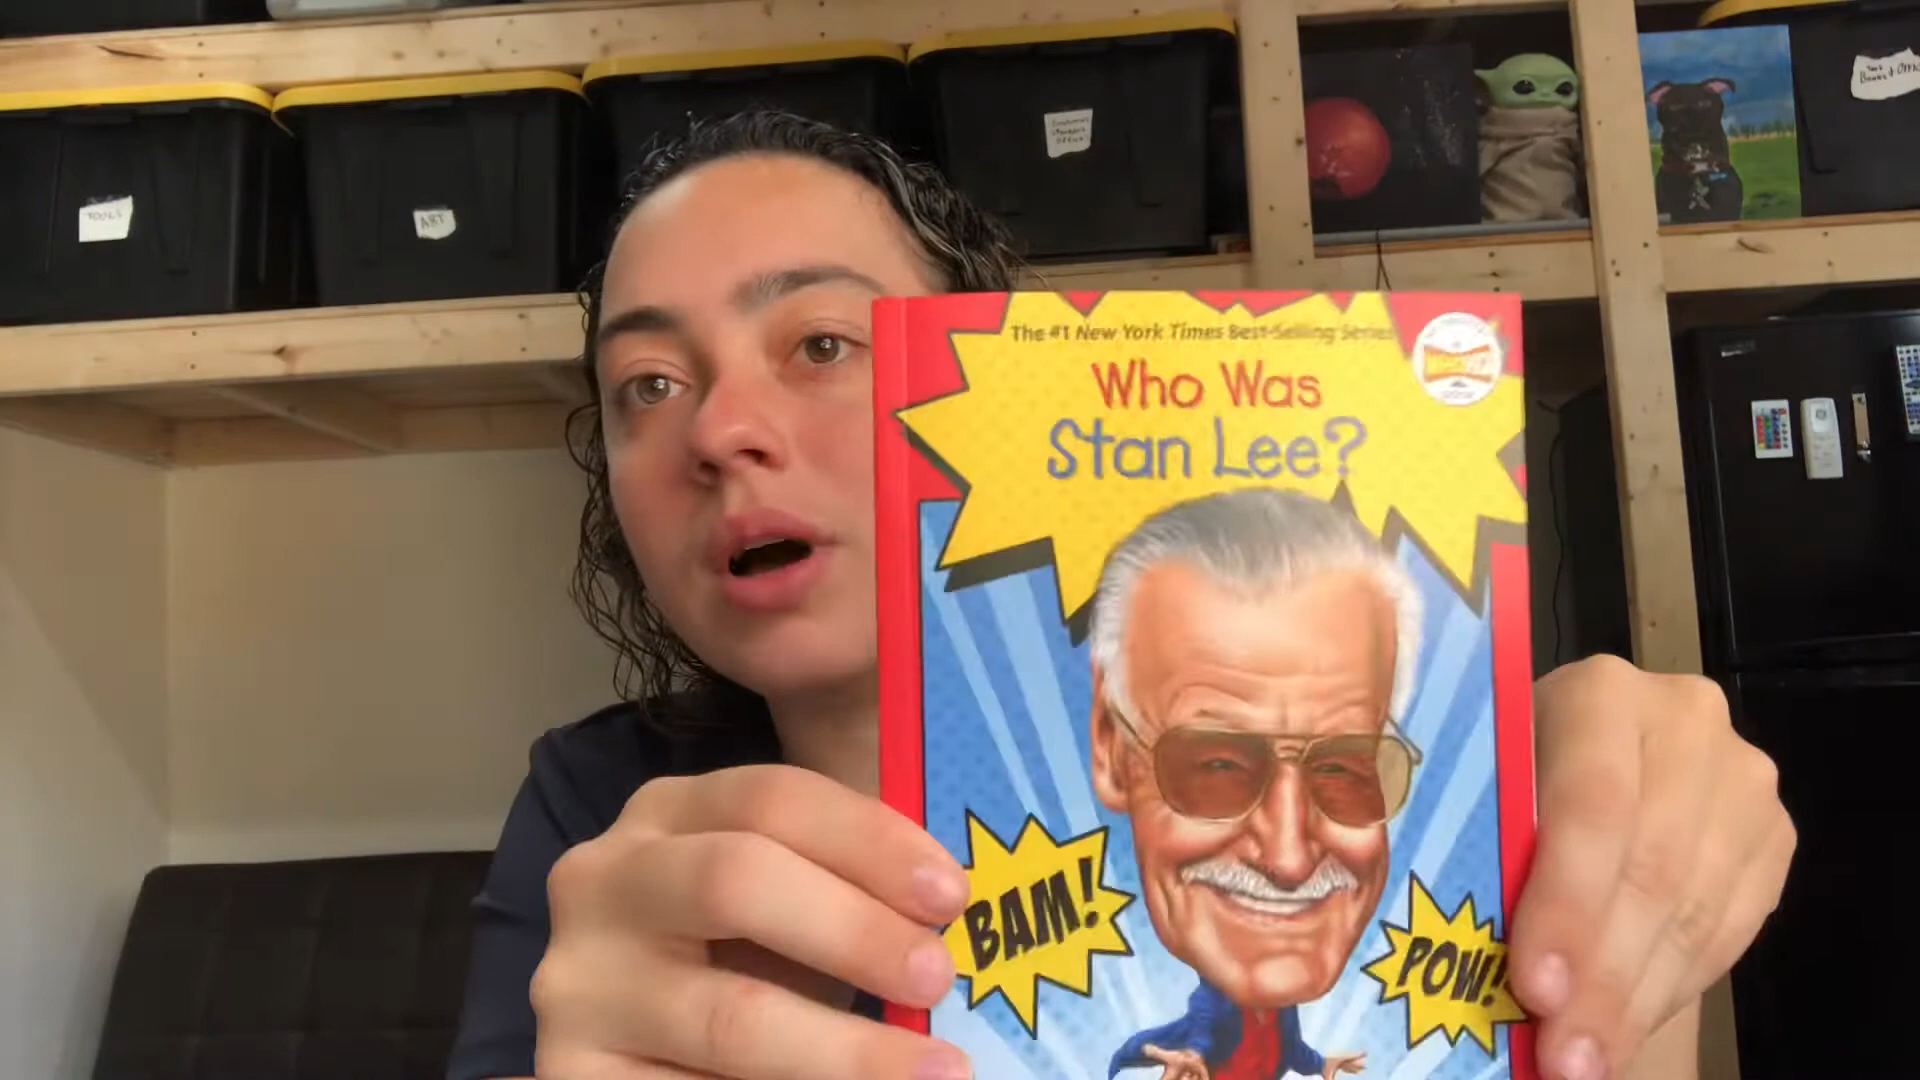 TOOLS
ART
The #1 New York Times Best-Selling Series
Who Was
Stan Lee?
BAM!
POW!